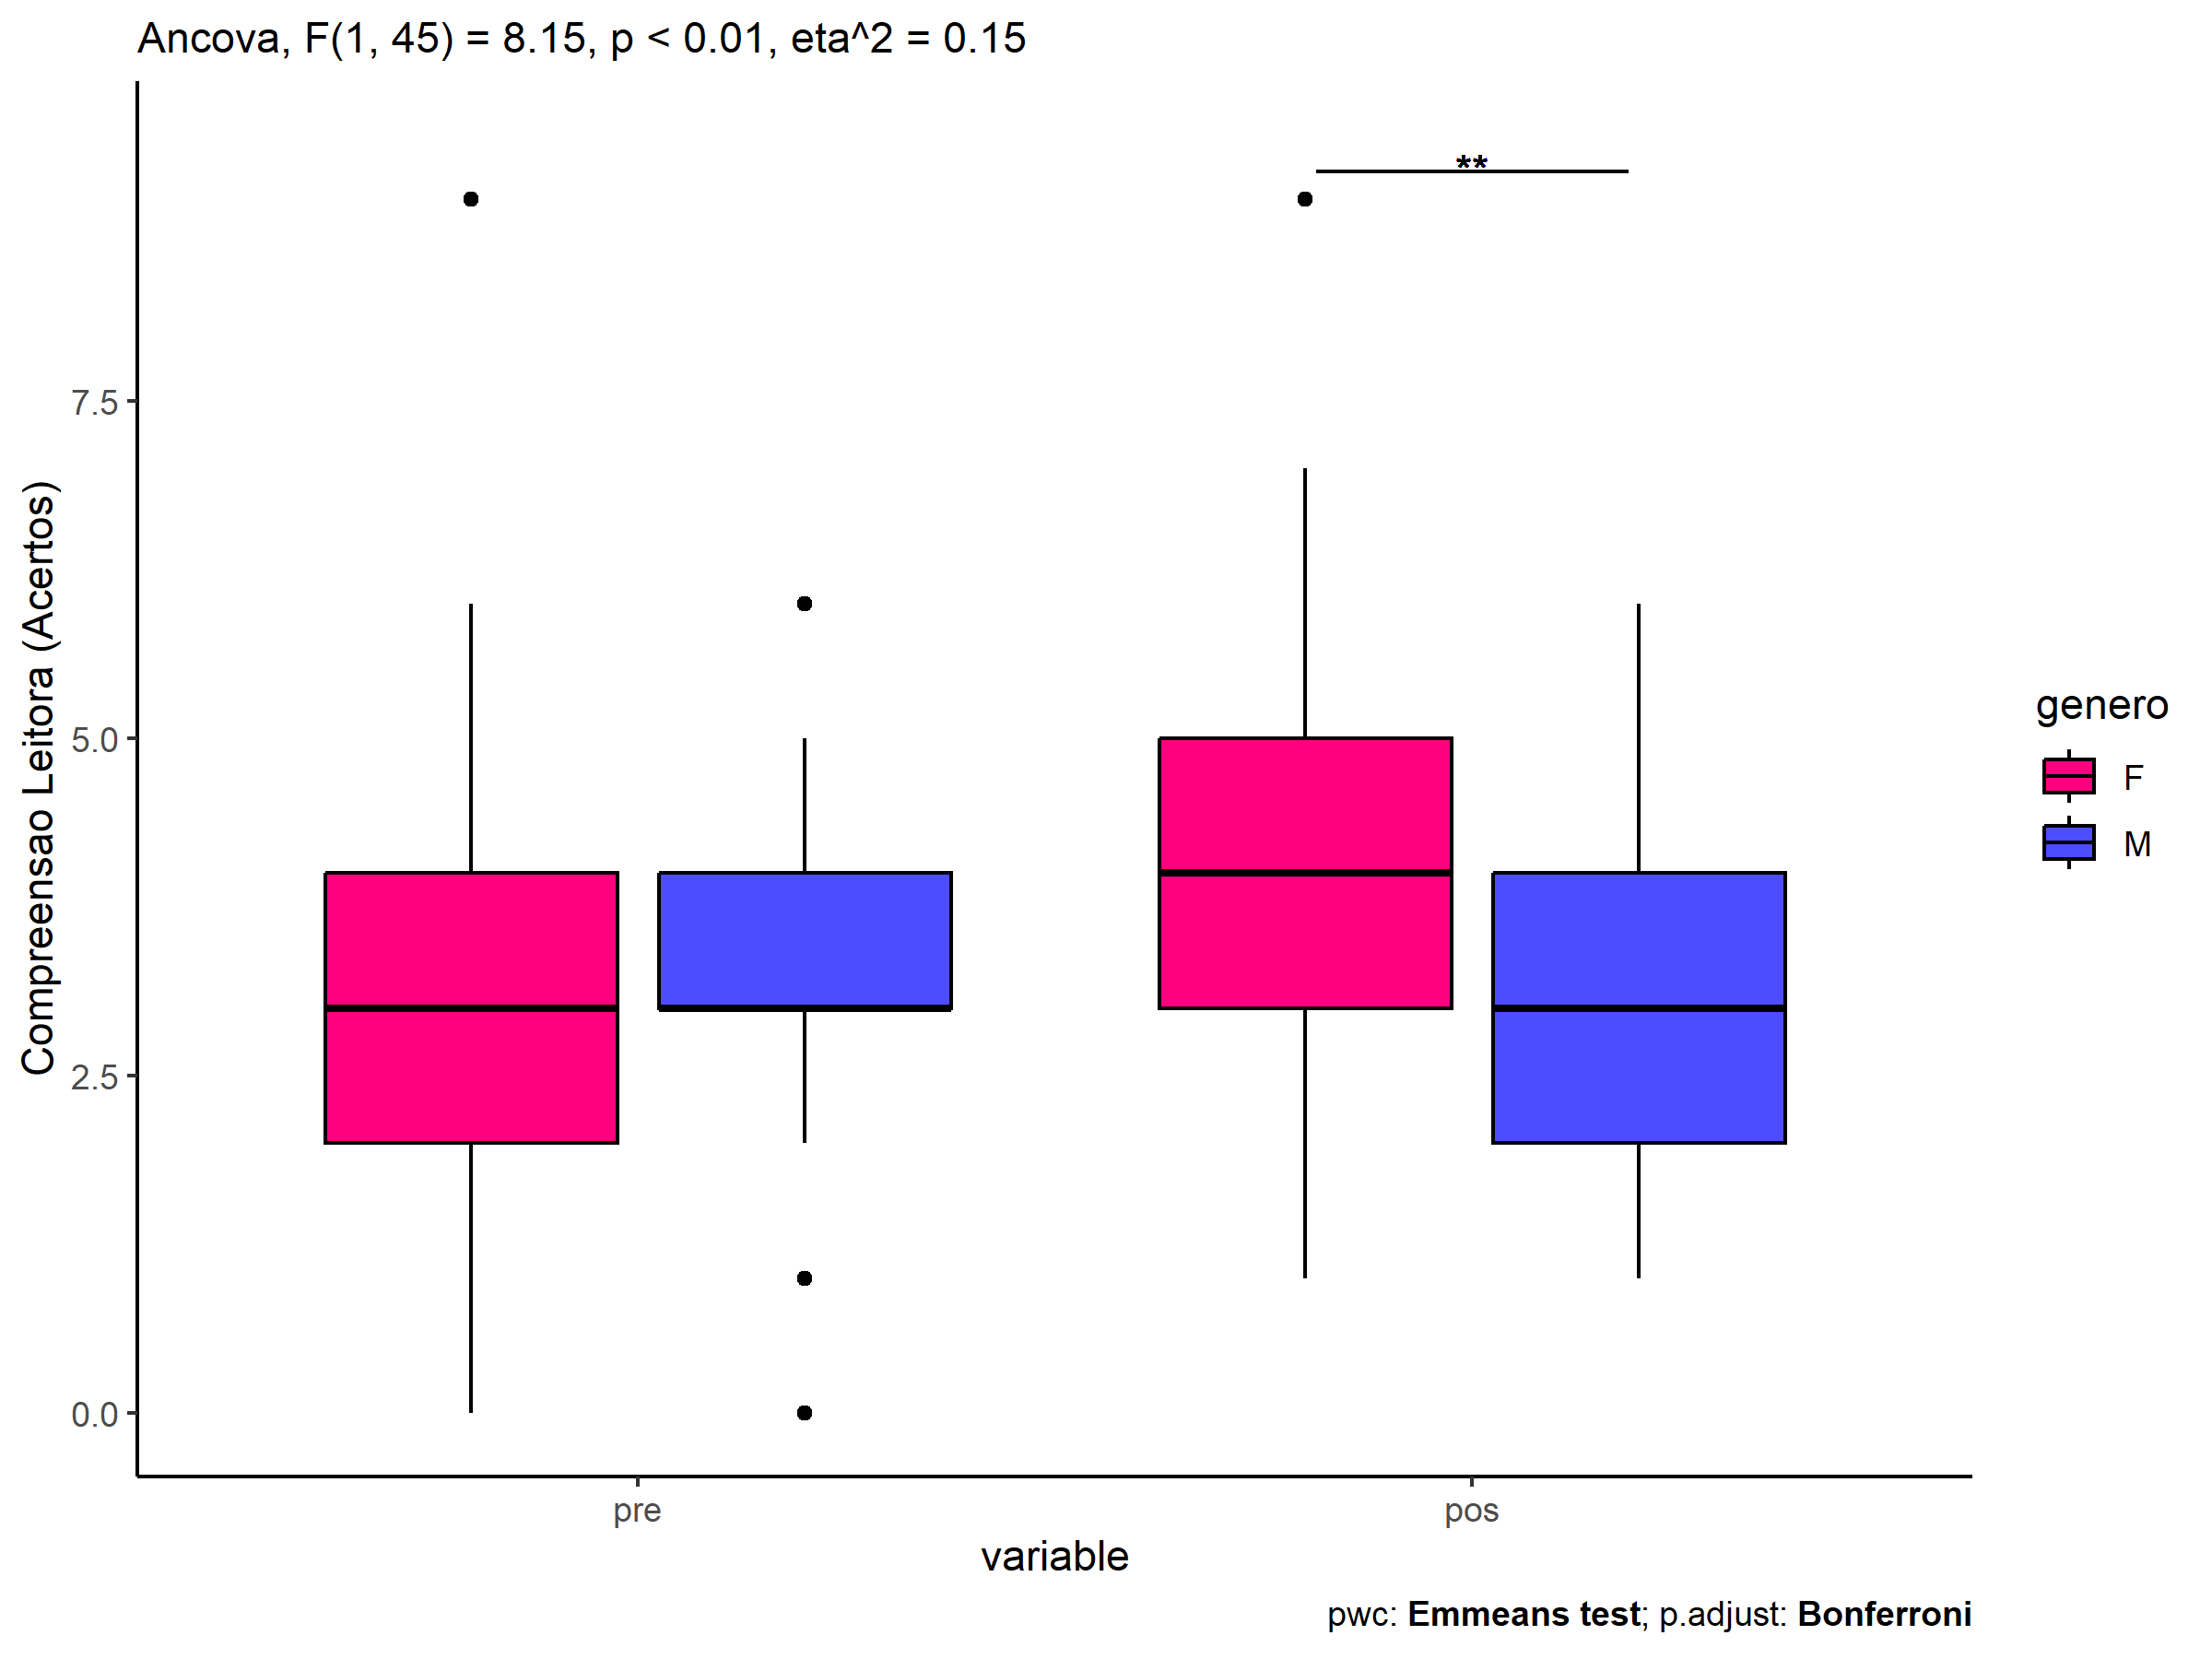 Ancova, F(1, 45) = 8.15, p < 0.01, eta^2 = 0.15
**
Compreensao Leitora (Acertos)
7.5
5.0
2.5
0.0
pre
pos
variable
genero
F
M
pwc: Emmeans test; p.adjust: Bonferroni